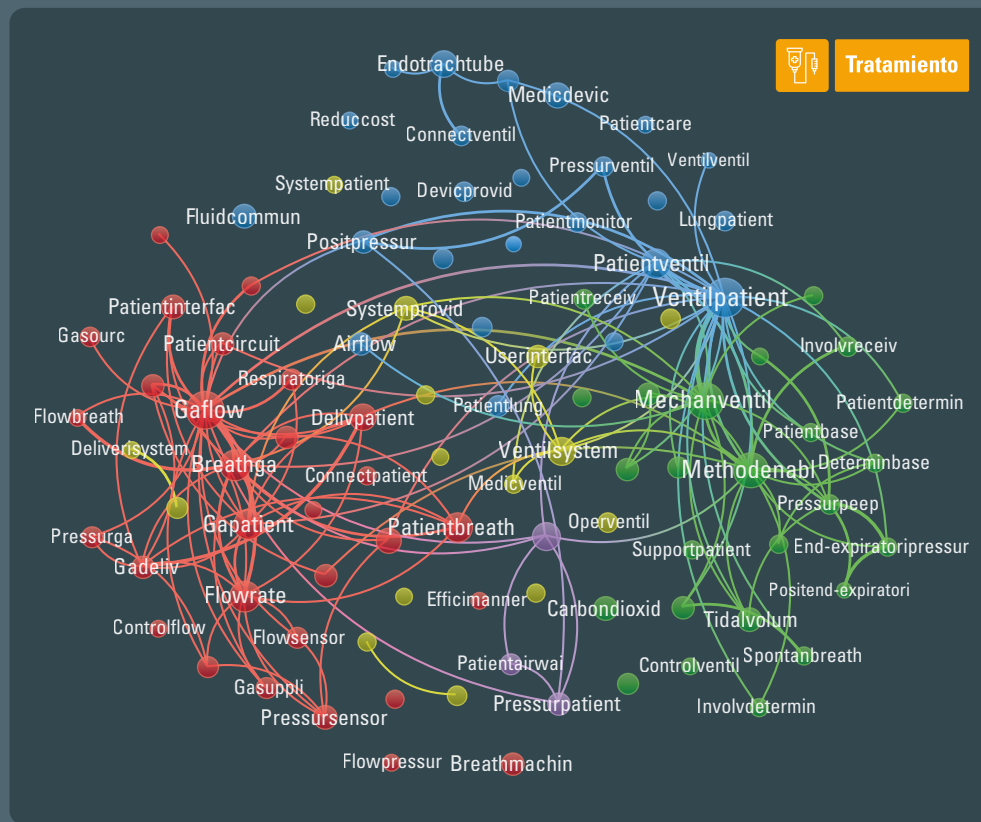 Tratamiento
Endotrachtube
Medicdevic
Reduccost
Connectventil
Patientcare
Pressurventil
Ventilventil
Systempatient
Devicprovid
Fluidcommun
Patientmonitor
Lungpatient
Positpressur
Patientventil
Ventilpatient
Patientinterfac
Systemprovid
Patientreceiv
Gasourc
Patientcircuit
Airflow
Userinterfac
Involvreceiv
Respiratoriga
Flowbreath
Gaflow
Delivpatient
Patientlung
Mechanventil
Patientdetermin
Patientbase
Deliverisystem
Breathga
Connectpatient
Ventilsystem
Medicventil
Methodenabl
Determinbase
Pressurpeep
Pressurga
Gapatient
Patientbreath
Operventil
Supportpatient
End-expiratoripressur
Gadeliv
Flowrate
Efficimanner
Carbondioxid
Positend-expiratori
Tidalvolum
Controlflow
Flowsensor
Patientairwai
Controlventil
Spontanbreath
Gasuppli
Pressursensor
Pressurpatient
Involvdetermin
Flowpressur
Breathmachin